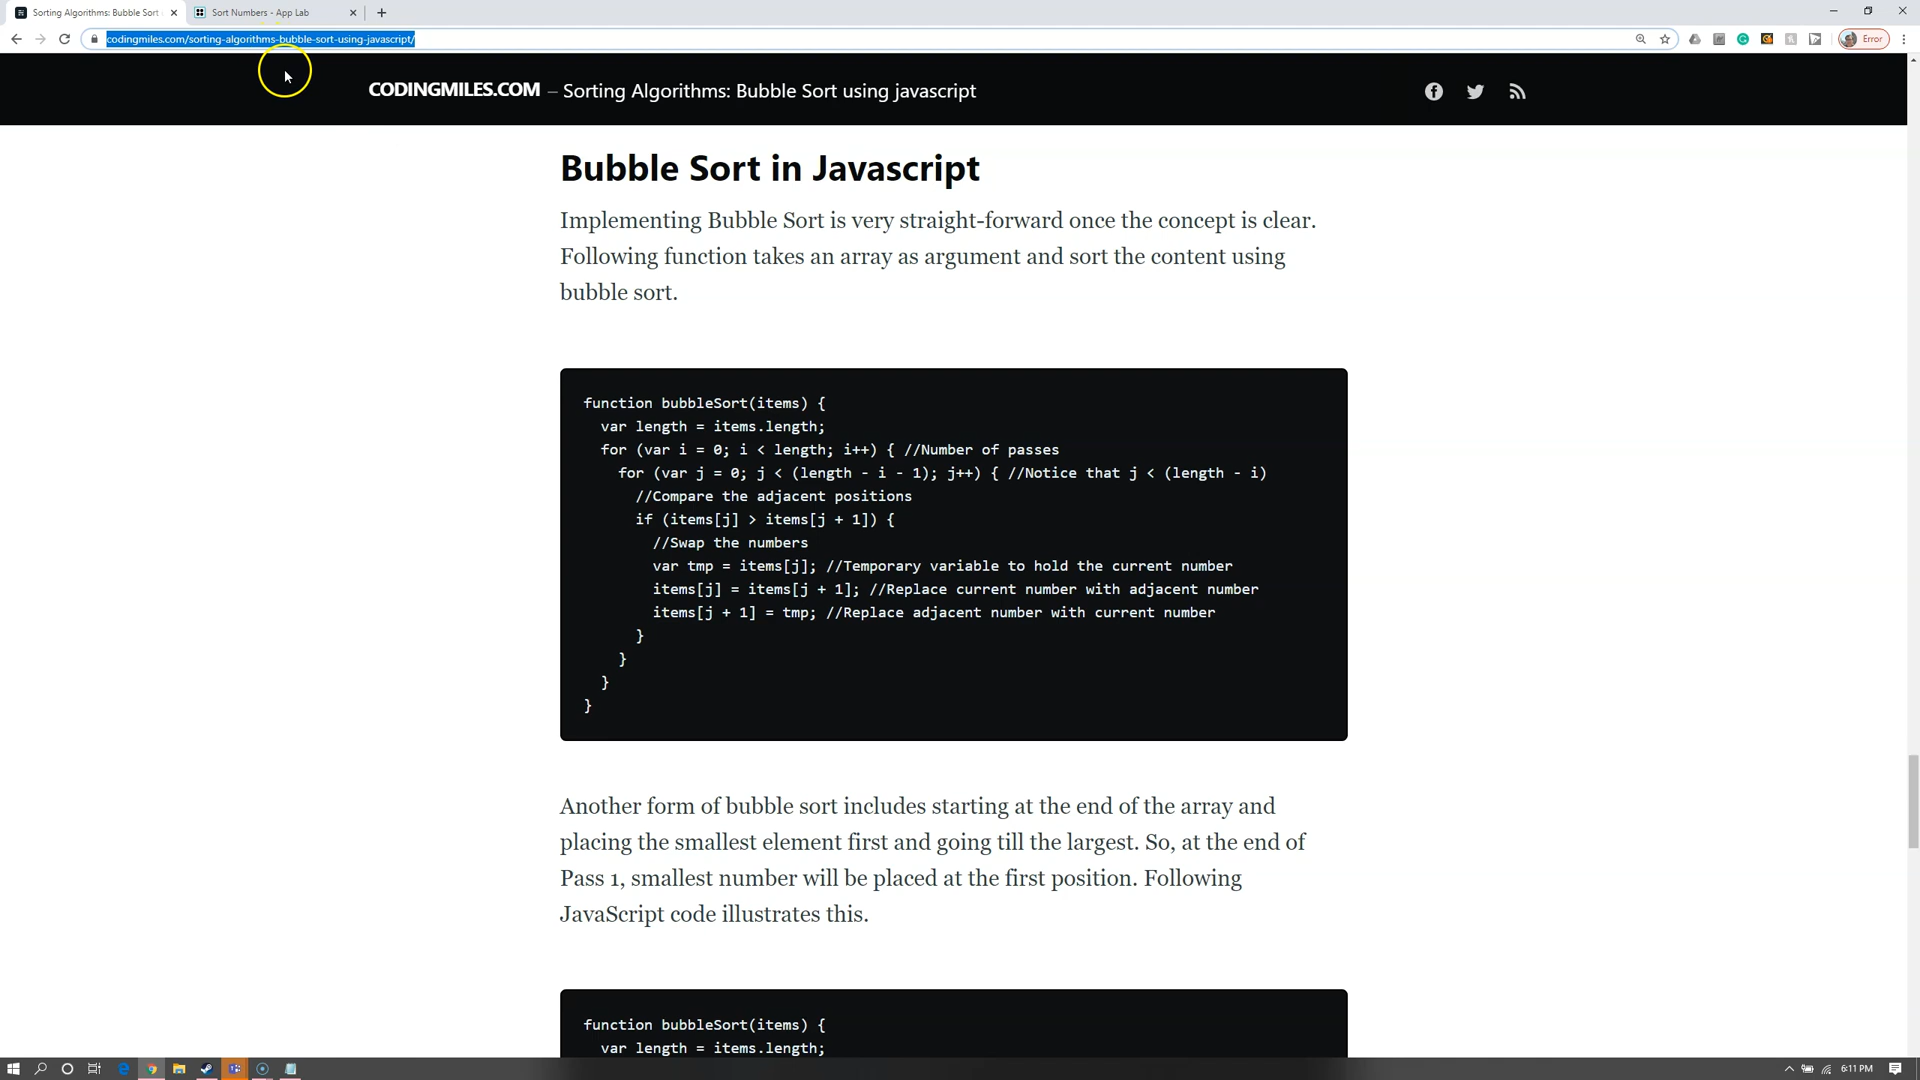 Sorting Algorithms: Bubble Sort
Sort Numbers - App Lab
codingmiles.com/sorting-algorithms-bubble-sort-using-javascript/
Error
CODINGMILES.COM – Sorting Algorithms: Bubble Sort using javascript
Bubble Sort in Javascript
Implementing Bubble Sort is very straight-forward once the concept is clear.
Following function takes an array as argument and sort the content using
bubble sort.
function bubbleSort(items) {
  var length = items.length;
  for (var i = 0; i < length; i++) { //Number of passes
    for (var j = 0; j < (length - i - 1); j++) { //Notice that j < (length - i)
      //Compare the adjacent positions
      if (items[j] > items[j + 1]) {
        //Swap the numbers
        var tmp = items[j]; //Temporary variable to hold the current number
        items[j] = items[j + 1]; //Replace current number with adjacent number
        items[j + 1] = tmp; //Replace adjacent number with current number
      }
    }
  }
}
Another form of bubble sort includes starting at the end of the array and
placing the smallest element first and going till the largest. So, at the end of
Pass 1, smallest number will be placed at the first position. Following
JavaScript code illustrates this.
function bubbleSort(items) {
  var length = items.length;
6:11 PM